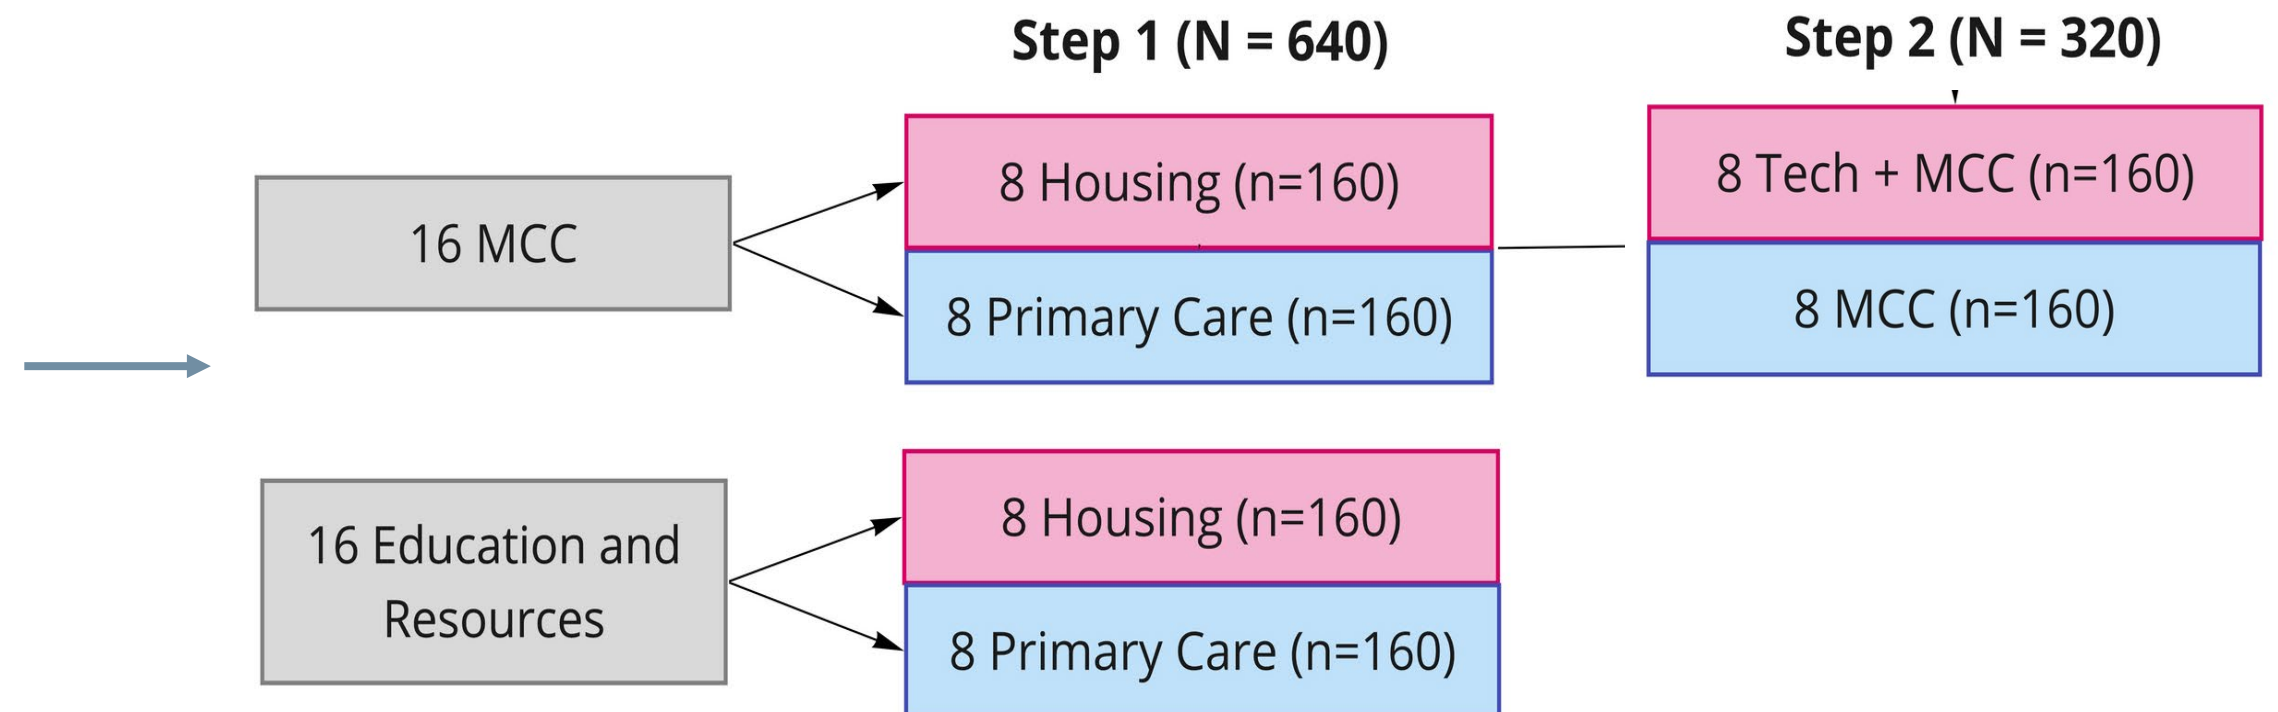 Step 1 (N = 640)
Step 2 (N = 320)
16 MCC
8 Housing (n=160)
8 Primary Care (n=160)
8 Tech + MCC (n=160)
8 MCC (n=160)
16 Education and
Resources
8 Housing (n=160)
8 Primary Care (n=160)